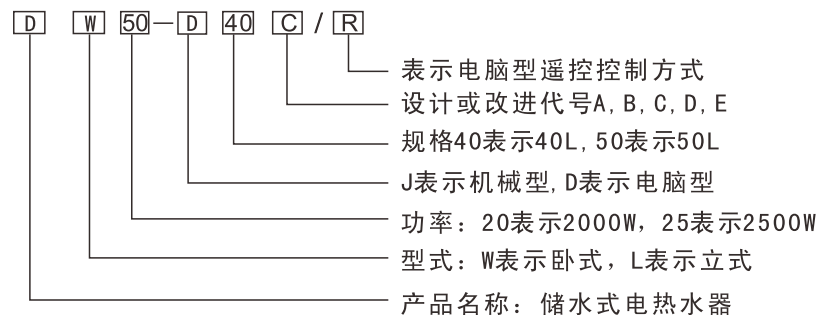 D W 50-D 40 C / R
表示电脑型遥控控制方式
设计或改进代号A,B,C,D,E
规格40表示40L,50表示50L
J表示机械型,D表示电脑型
功率：20表示2000W，25表示2500W
型式：W表示卧式，L表示立式
产品名称：储水式电热水器